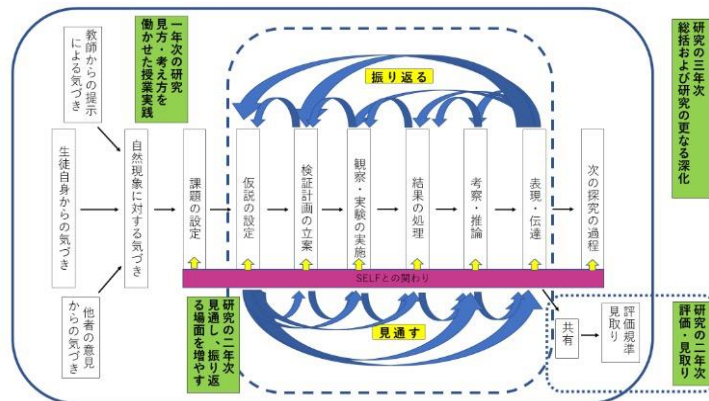 教師からの提示
による気づき
一年次の研究
見方・考え方を
働かせた授業実践
振り返る
研究の三年次
総括および研究の更なる深化
生徒自身からの気づき
自然現象に対する気づき
課題の設定
仮説の設定
検証計画の立案
観察・実験の実施
結果の処理
考察・推論
表現・伝達
次の探究の過程
SELFとの関わり
他者の意見
からの気づき
研究の二年次
見通し、振り返
る場面を増やす
見通す
共有
評価規準
見取り
研究の二年次
評価・見取り